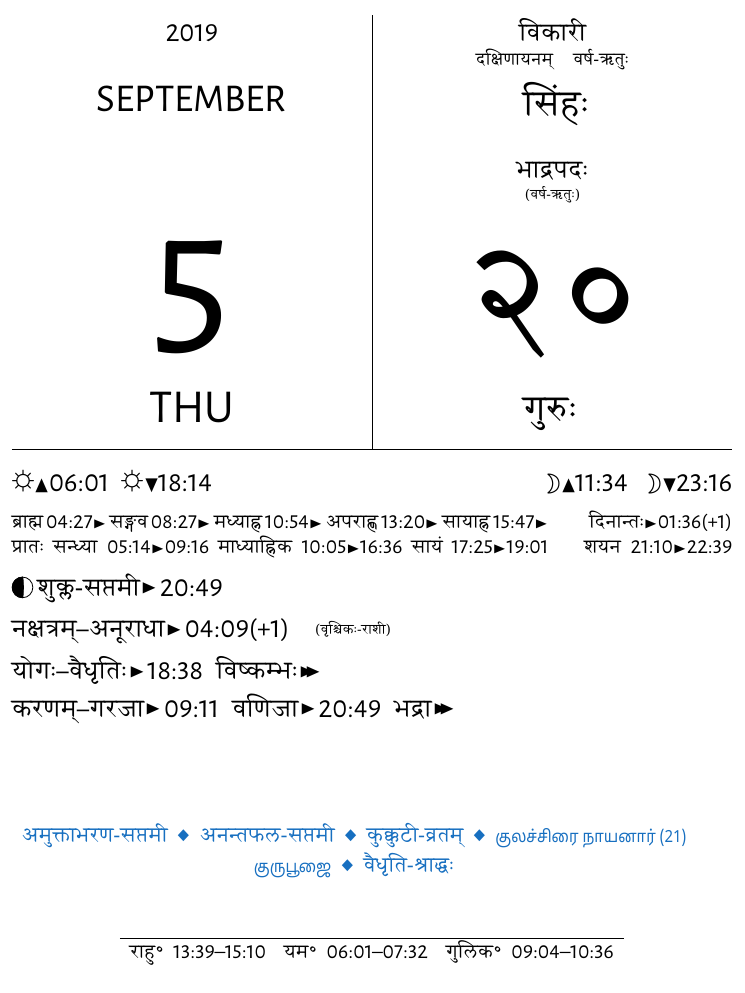 2019
SEPTEMBER
5
THU
विकारी
दक्षिणायनम् वर्ष-ऋतुः
सिंहः
भाद्रपदः
(वर्ष-ऋतुः)
२०
गुरुः
☼▲06:01 ☼▼18:14 ☽▲11:34 ☽▼23:16
ब्राह्म 04:27► सङ्गव 08:27► मध्याह्न 10:54► अपराह्ण 13:20► सायाह्न 15:47► दिनान्तः►01:36(+1)
प्रातः सन्ध्या 05:14►09:16 माध्याह्निक 10:05►16:36 सायं 17:25►19:01 शयन 21:10►22:39
🌓शुक्ल-सप्तमी► 20:49
नक्षत्रम्–अनूराधा► 04:09(+1) (वृश्चिकः-राशी)
योगः–वैधृतिः►18:38 विष्कम्भः►►
करणम्–गरजा► 09:11 वणिजा►20:49 भद्रा►►
अमुक्ताभरण-सप्तमी ◆ अनन्तफल-सप्तमी ◆ कुक्कुटी-व्रतम् ◆ குலச்சிரை நாயனார் (21)
குருபூஜை ◆ वैधृति-श्राद्धः
राहु॰ 13:39–15:10 यम॰ 06:01–07:32 गुलिक॰ 09:04–10:36